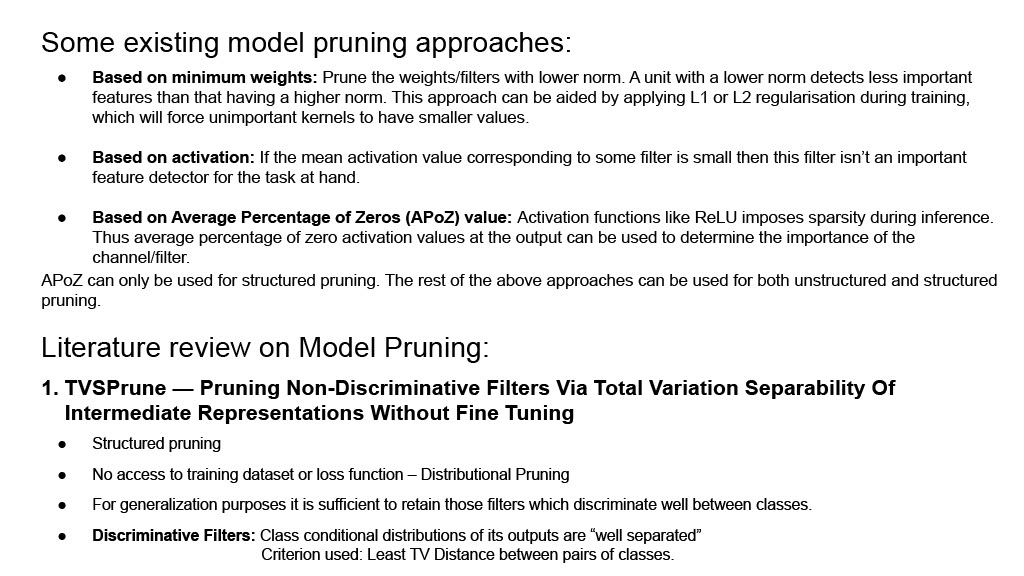 Some existing model pruning approaches:
● Based on minimum weights: Prune the weights/filters with lower norm. A unit with a lower norm detects less important
features than that having a higher norm. This approach can be aided by applying L1 or L2 regularisation during training,
which will force unimportant kernels to have smaller values.
● Based on activation: If the mean activation value corresponding to some filter is small then this filter isn’t an important
feature detector for the task at hand.
● Based on Average Percentage of Zeros (APoZ) value: Activation functions like ReLU imposes sparsity during inference.
Thus average percentage of zero activation values at the output can be used to determine the importance of the
channel/filter.
APoZ can only be used for structured pruning. The rest of the above approaches can be used for both unstructured and structured
pruning.
Literature review on Model Pruning:
1. TVSPrune — Pruning Non-Discriminative Filters Via Total Variation Separability Of
Intermediate Representations Without Fine Tuning
● Structured pruning
● No access to training dataset or loss function – Distributional Pruning
● For generalization purposes it is sufficient to retain those filters which discriminate well between classes.
● Discriminative Filters: Class conditional distributions of its outputs are “well separated”
Criterion used: Least TV Distance between pairs of classes.